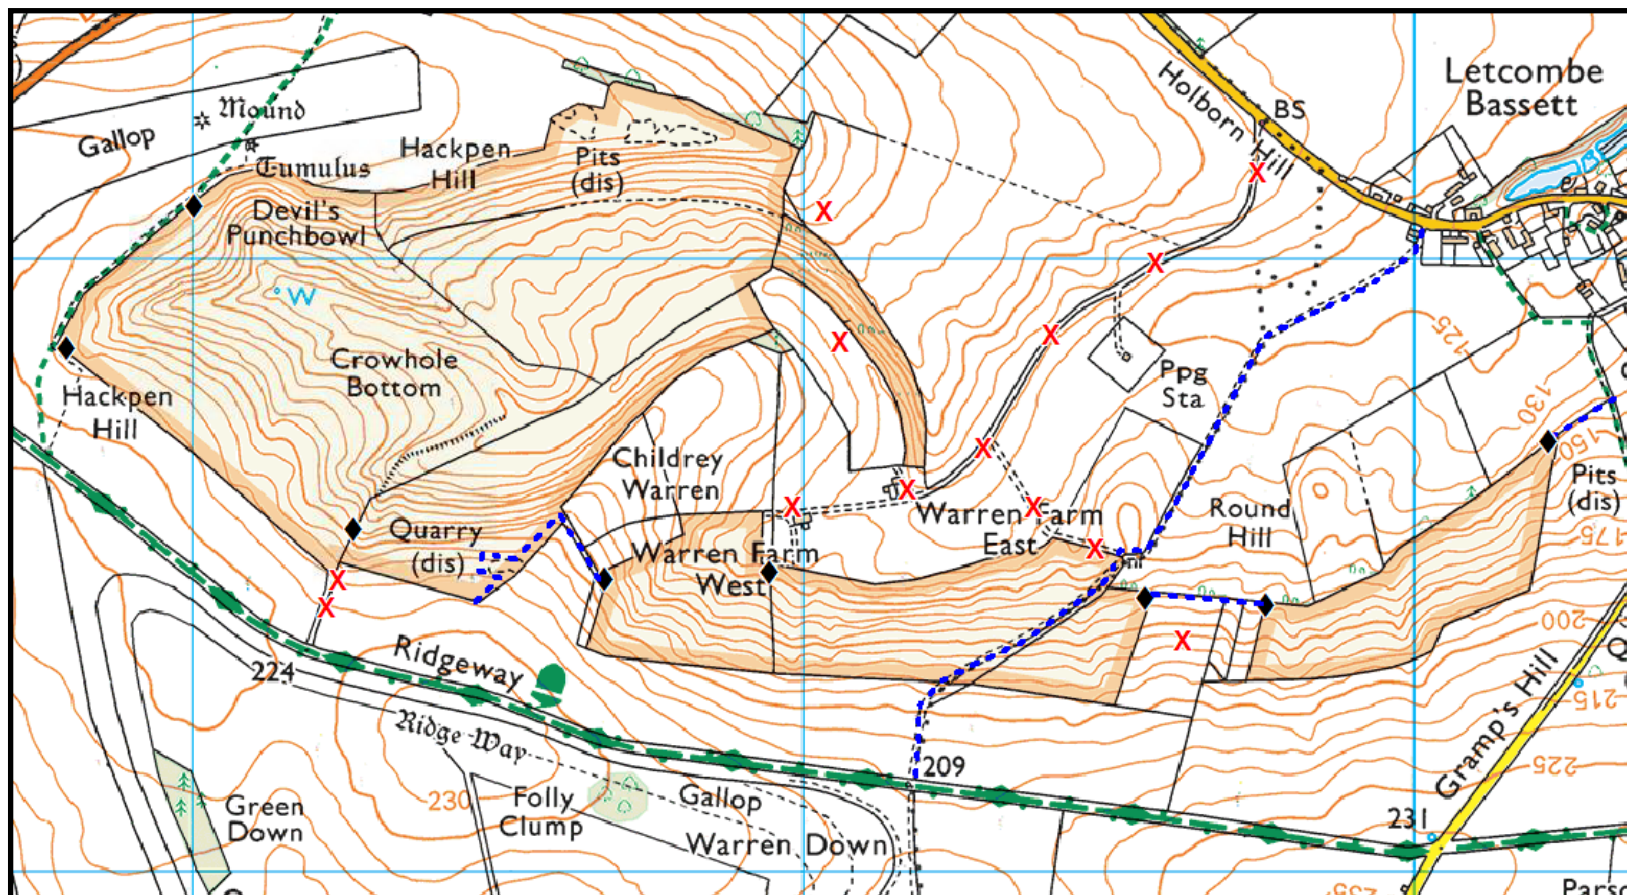 Letcombe
Bassett
BS
Holborn Hill
Mound
Gallop
Tumulus
Hackpen
Hill
Pits
(dis)
Devil's
Punchbowl
W
X
X
X
X
X
Crowhole
Bottom
Hackpen
Hill
125
Ppg
Sta
130
150
Childrey
Warren
X
X
X
X
Pits
(dis)
Warren Farm
East
Round
Hill
X
Quarry
(dis)
Warren Farm
West
175
X
X
200
X
Ridgeway
224
215
Ridge Way
Gramp's Hill
209
225
230
Folly
Clump
Gallop
Green
Down
Warren Down
231